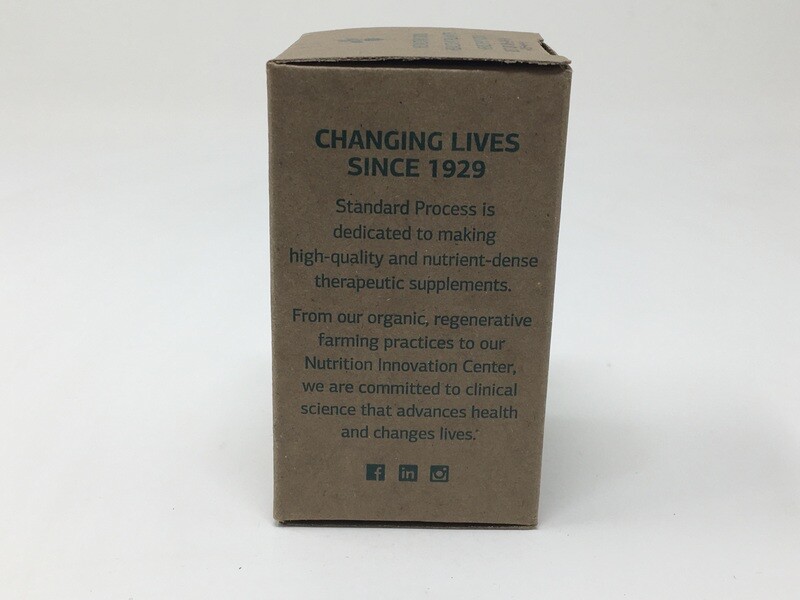 CHANGING LIVES
SINCE 1929
Standard Process is
dedicated to making
high-quality and nutrient-dense
therapeutic supplements.
From our organic, regenerative
farming practices to our
Nutrition Innovation Center,
we are committed to clinical
science that advances health
and changes lives.*